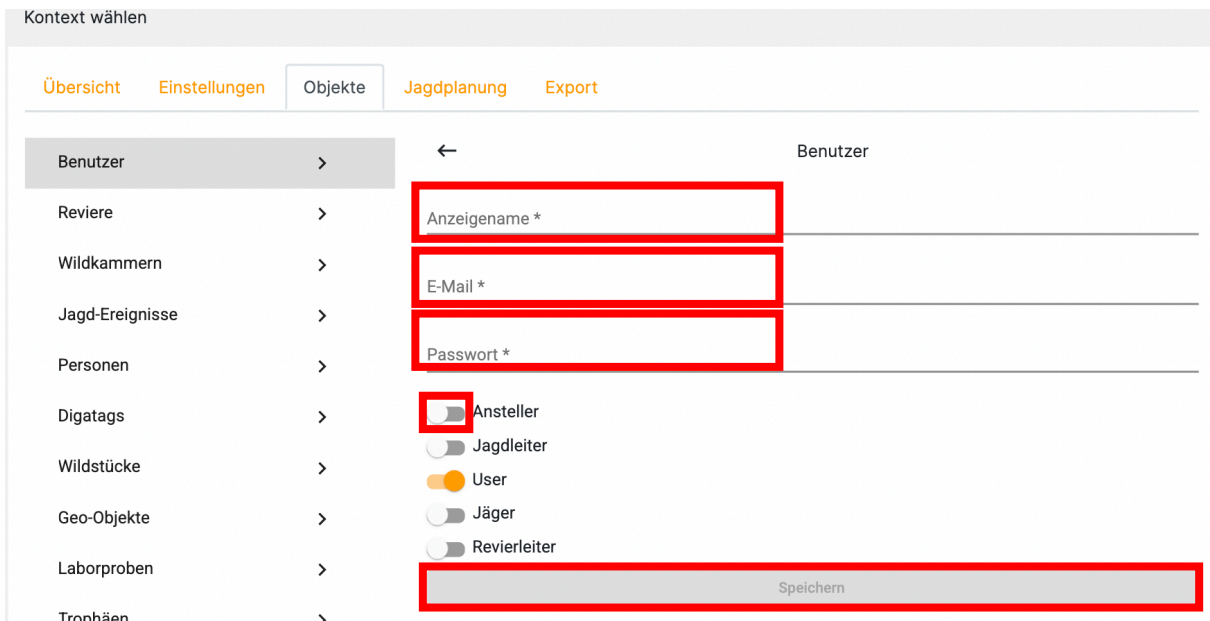 Kontext wählen
Übersicht Einstellungen Objekte Jagdplanung Export
Benutzer
Reviere
Wildkammern
Jagd-Ereignisse
Personen
Digatags
Wildstücke
Geo-Objekte
Laborproben
Trophäen
Benutzer
Anzeigename *
E-Mail *
Passwort *
Ansteller
Jagdleiter
User
Jäger
Revierleiter
Speichern